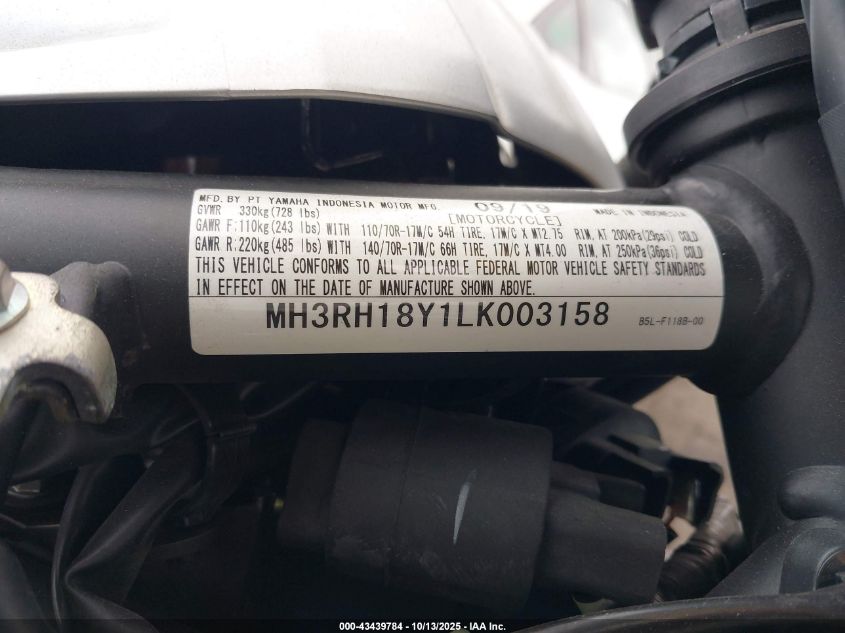 MFD. BY PT YAMAHA INDONESIA MOTOR MFG. 09/19 MADE IN INDONESIA
GVWR 330kg(728 lbs) [MOTORCYCLE]
GAWR F:110kg(243 lbs)WITH 110/70R-17M/C 54H TIRE, 17M/C X MT2.75 RIM, AT 200kPa(29psi) COLD
GAWR R:220kg(485 lbs)WITH 140/70R-17M/C 66H TIRE, 17M/C X MT4.00 RIM, AT 250kPa(36psi) COLD
THIS VEHICLE CONFORMS TO ALL APPLICABLE FEDERAL MOTOR VEHICLE SAFETY STANDARDS
IN EFFECT ON THE DATE OF MANUFACTURE SHOWN ABOVE.
MH3RH18Y1LK003158 B5L-F118B-00
000-43439784 - 10/13/2025 - IAA Inc.